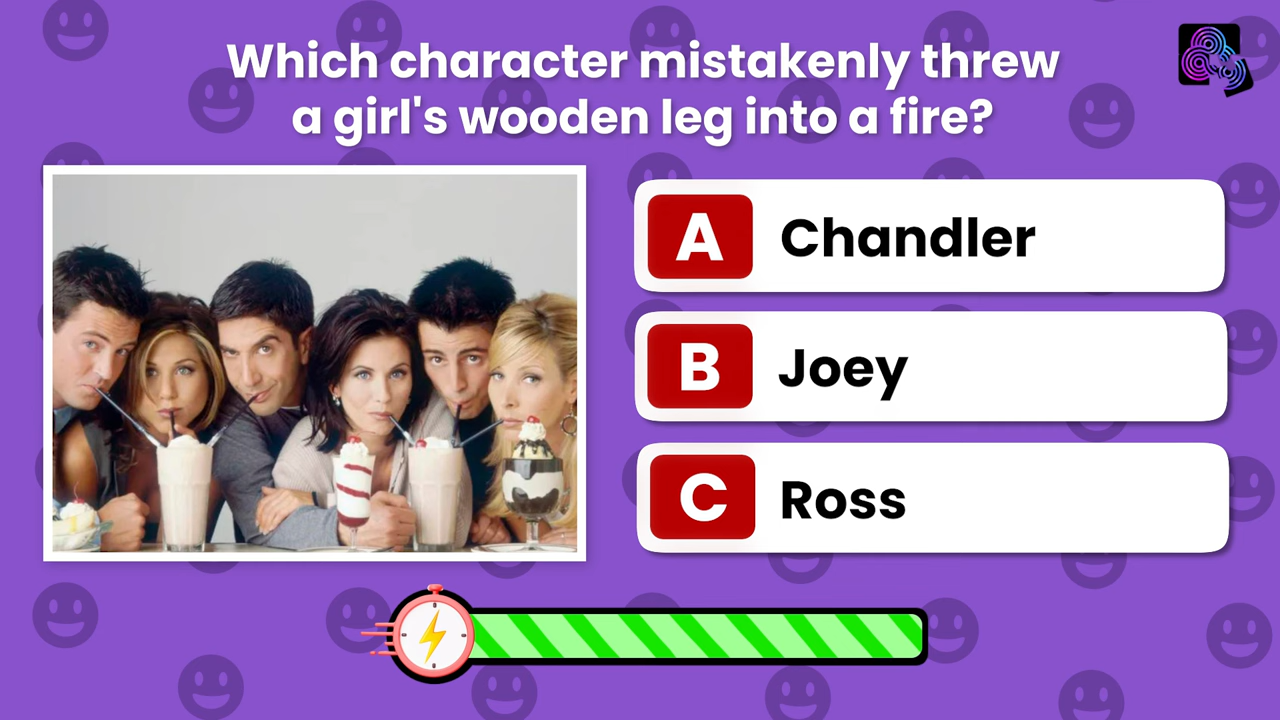 Which character mistakenly threw
a girl's wooden leg into a fire?
A Chandler
B Joey
C Ross